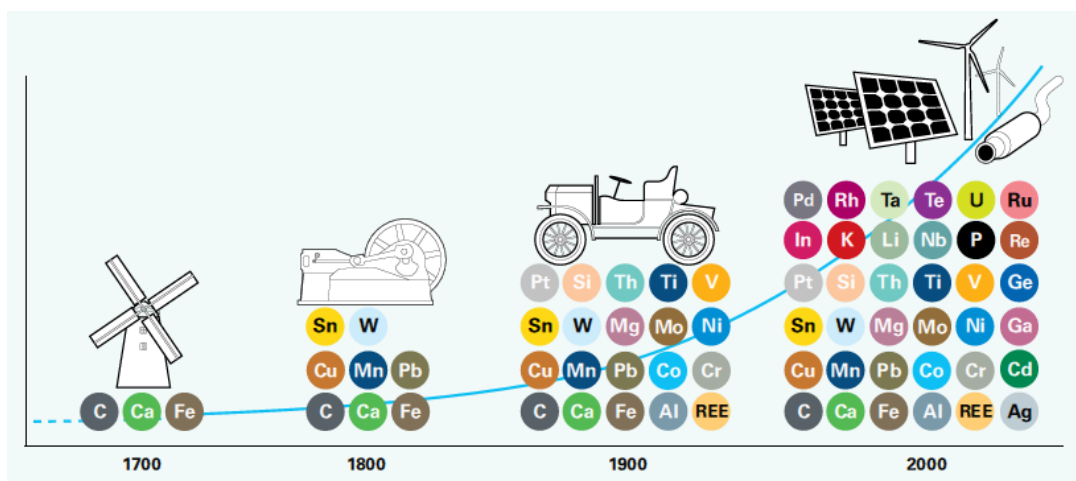 Pd Rh Ta Te U Ru
In K Li Nb P Re
Pt Si Th Ti V Pt Si Th Ti V Ge
Sn W Sn W Mg Mo Ni Sn W Mg Mo Ni Ga
Cu Mn Pb Cu Mn Pb Co Cr Cu Mn Pb Co Cr Cd
C Ca Fe C Ca Fe C Ca Fe Al REE C Ca Fe Al REE Ag
1700 1800 1900 2000